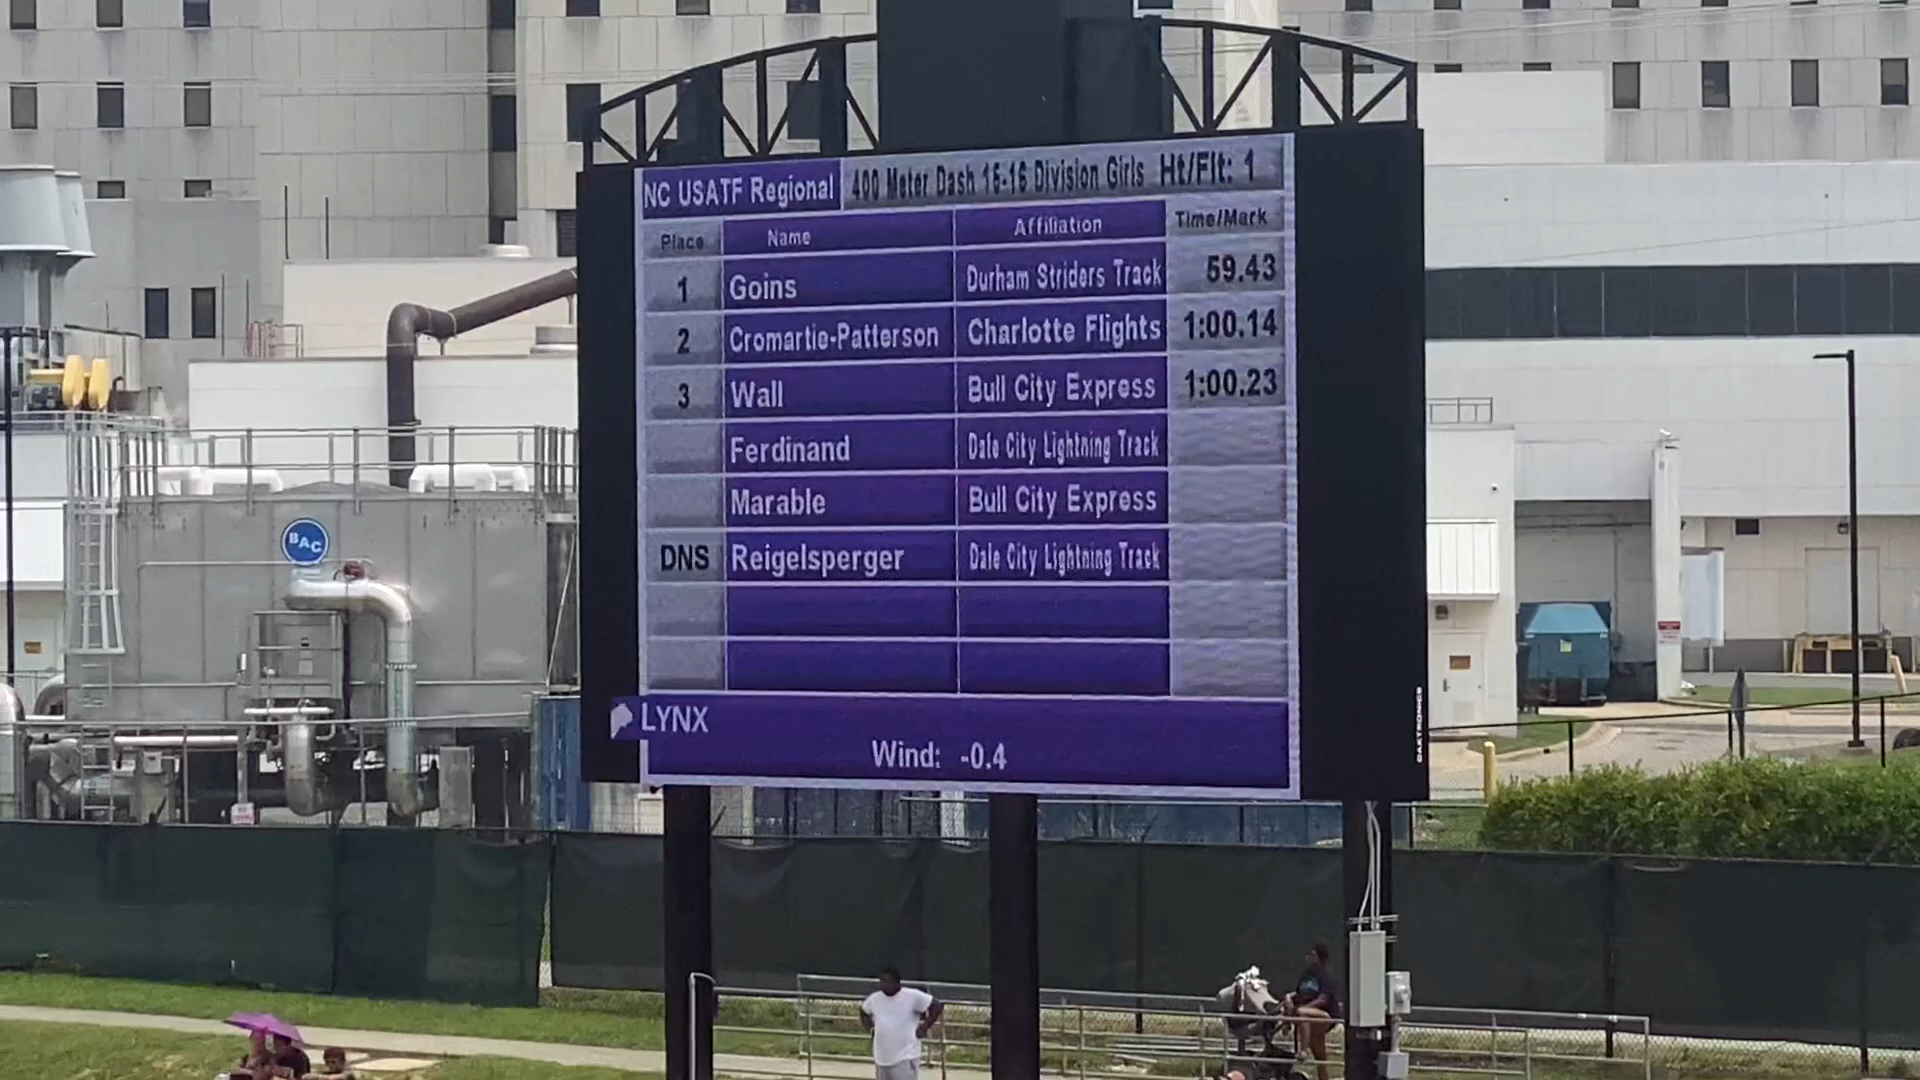 NC USATF Regional 400 Meter Dash 15-16 Division Girls Ht/Flt: 1
Place Name Affiliation Time/Mark
1 Goins Durham Striders Track 59.43
2 Cromartie-Patterson Charlotte Flights 1:00.14
3 Wall Bull City Express 1:00.23
Ferdinand Dale City Lightning Track
Marable Bull City Express
DNS Reigelsperger Dale City Lightning Track
LYNX
Wind: -0.4
BAC
DAKTRONICS